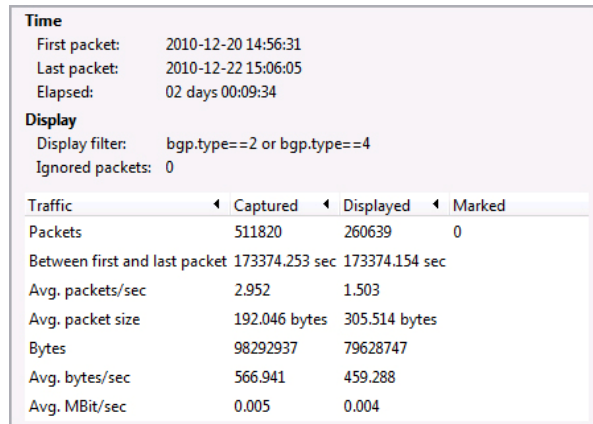 Time
First packet: 2010-12-20 14:56:31
Last packet: 2010-12-22 15:06:05
Elapsed: 02 days 00:09:34
Display
Display filter: bgp.type==2 or bgp.type==4
Ignored packets: 0
Traffic Captured Displayed Marked
Packets 511820 260639 0
Between first and last packet 173374.253 sec 173374.154 sec
Avg. packets/sec 2.952 1.503
Avg. packet size 192.046 bytes 305.514 bytes
Bytes 98292937 79628747
Avg. bytes/sec 566.941 459.288
Avg. MBit/sec 0.005 0.004